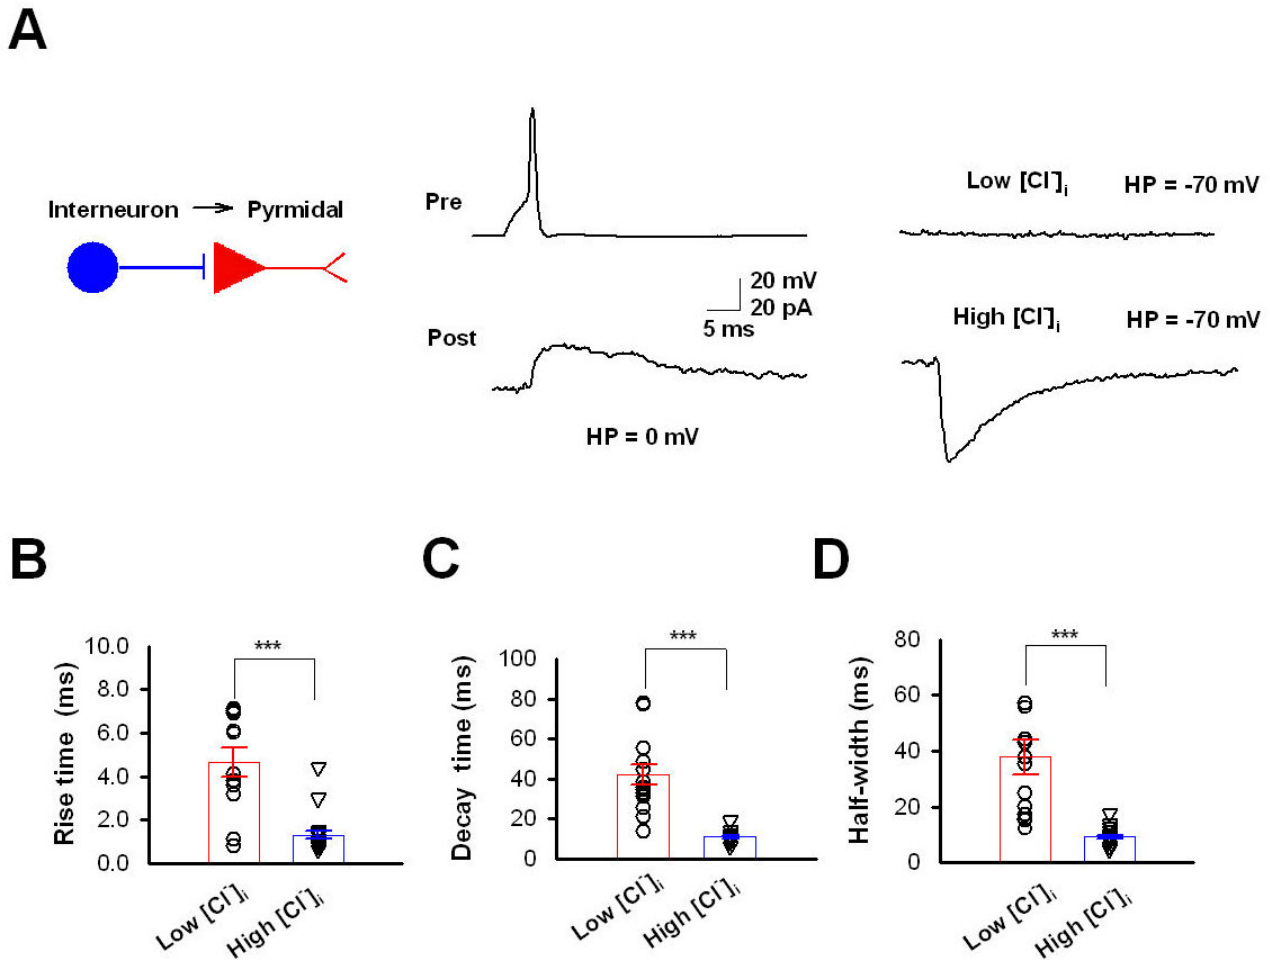 A
Interneuron → Pyrmidal
Pre
Post
20 mV
20 pA
5 ms
HP = 0 mV
Low [Cl⁻]ᵢ HP = -70 mV
High [Cl⁻]ᵢ HP = -70 mV
B
Rise time (ms)
10.0
8.0
6.0
4.0
2.0
0.0
***
Low [Cl⁻]ᵢ
High [Cl⁻]ᵢ
C
Decay time (ms)
100
80
60
40
20
0
***
Low [Cl⁻]ᵢ
High [Cl⁻]ᵢ
D
Half-width (ms)
80
60
40
20
0
***
Low [Cl⁻]ᵢ
High [Cl⁻]ᵢ